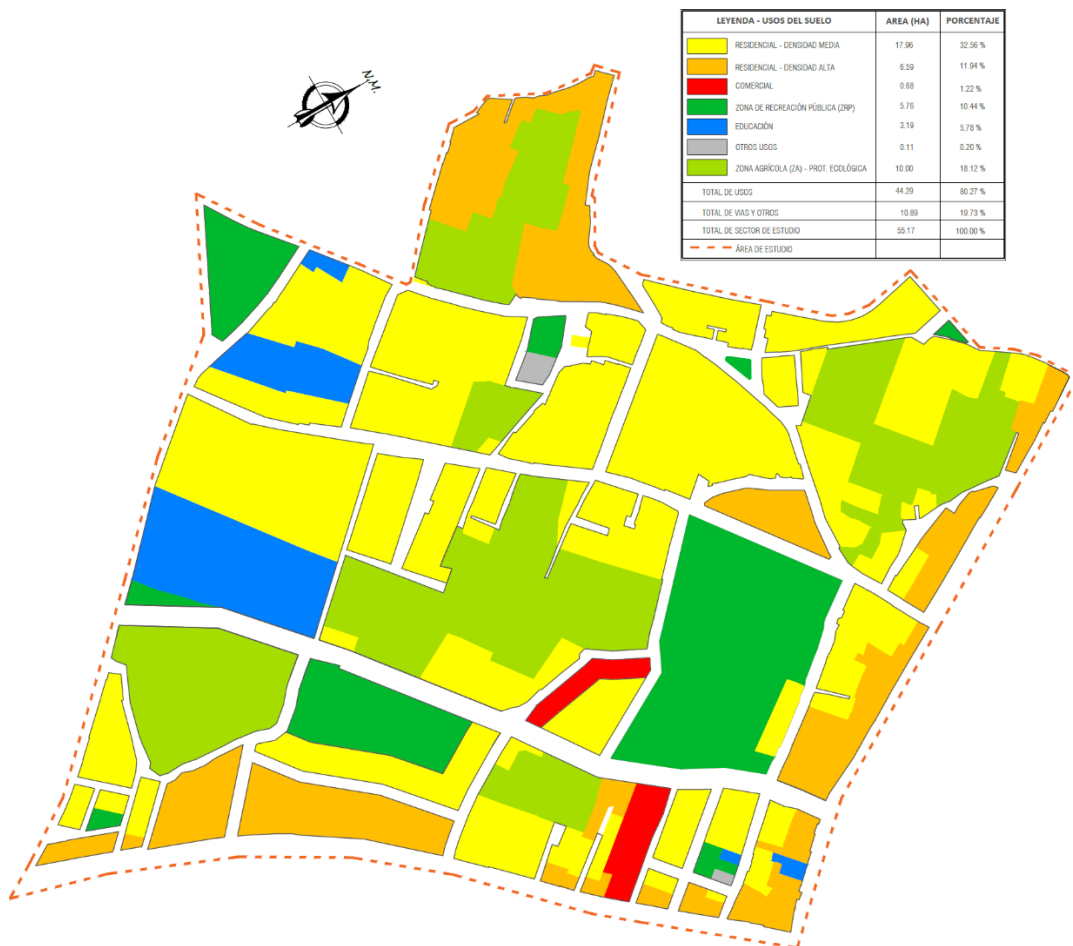 N.M.
LEYENDA - USOS DEL SUELO AREA (HA) PORCENTAJE
RESIDENCIAL - DENSIDAD MEDIA 17.96 32.56 %
RESIDENCIAL - DENSIDAD ALTA 6.59 11.94 %
COMERCIAL 0.68 1.22 %
ZONA DE RECREACIÓN PÚBLICA (ZRP) 5.76 10.44 %
EDUCACIÓN 3.19 5,78 %
OTROS USOS 0.11 0.20 %
ZONA AGRÍCOLA (ZA) - PROT. ECOLÓGICA 10.00 18.12 %
TOTAL DE USOS 44.29 80.27 %
TOTAL DE VIAS Y OTROS 10.89 19.73 %
TOTAL DE SECTOR DE ESTUDIO 55.17 100.00 %
ÁREA DE ESTUDIO